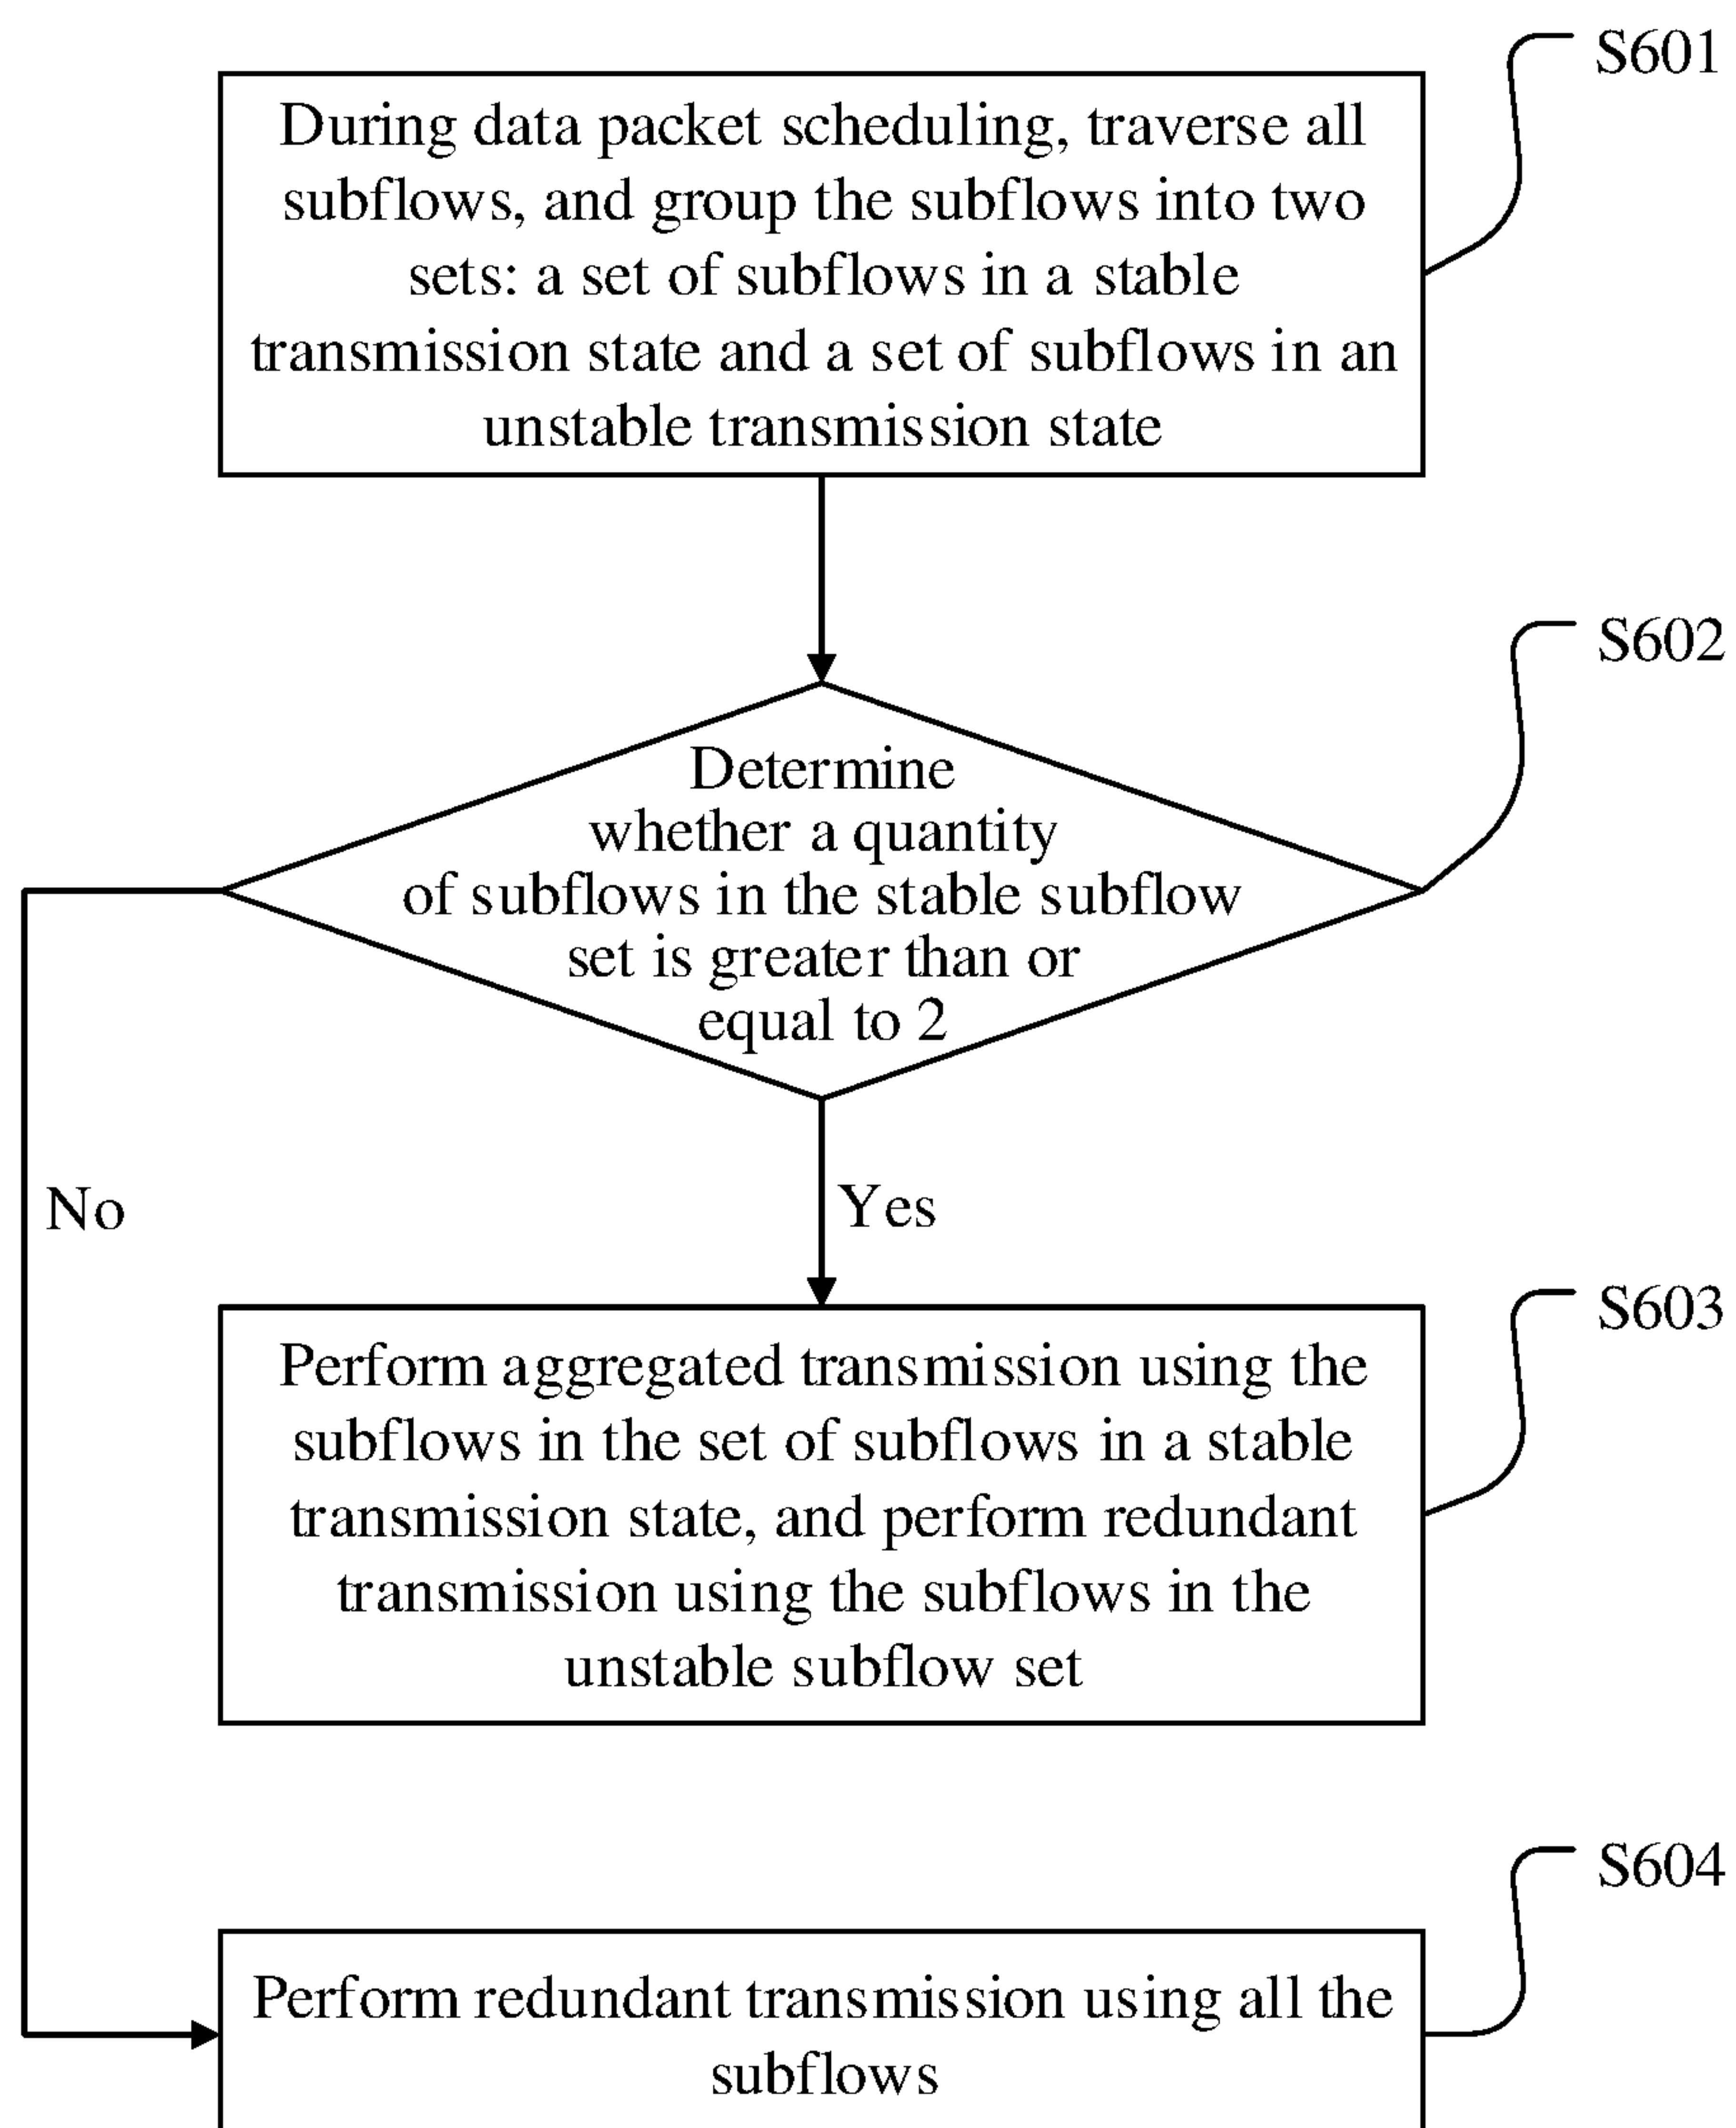 S601
During data packet scheduling, traverse all
subflows, and group the subflows into two
sets: a set of subflows in a stable
transmission state and a set of subflows in an
unstable transmission state
S602
Determine
whether a quantity
of subflows in the stable subflow
set is greater than or
equal to 2
No
Yes
S603
Perform aggregated transmission using the
subflows in the set of subflows in a stable
transmission state, and perform redundant
transmission using the subflows in the
unstable subflow set
S604
Perform redundant transmission using all the
subflows